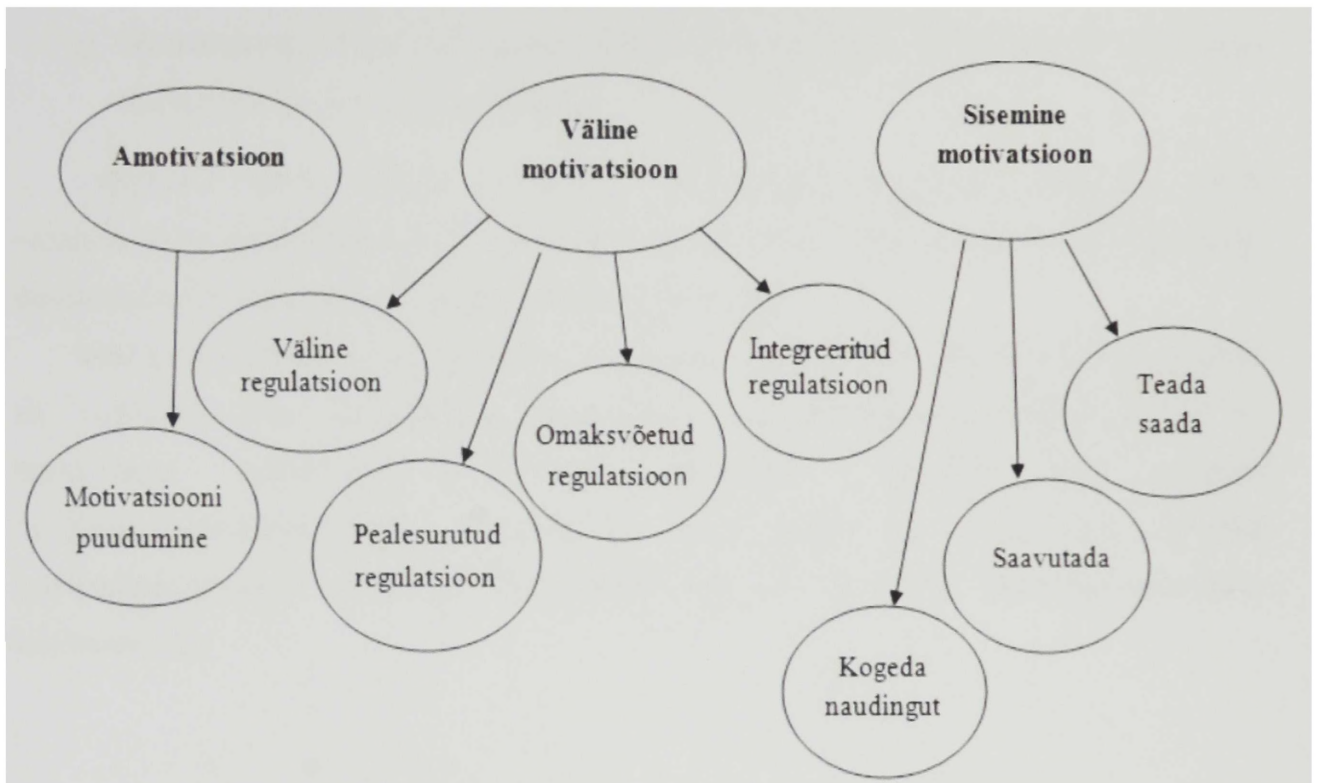 Amotivatsioon
Väline
motivatsioon
Sisemine
motivatsioon
Motivatsiooni
puudumine
Väline
regulatsioon
Pealesurutud
regulatsioon
Omaksvõetud
regulatsioon
Integreeritud
regulatsioon
Kogeda
naudingut
Saavutada
Teada
saada